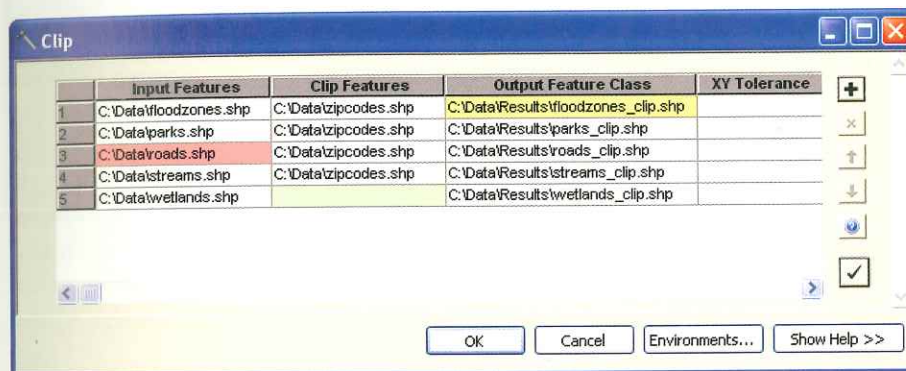 Clip
Input Features Clip Features Output Feature Class XY Tolerance
1 C:\Data\floodzones.shp C:\Data\zipcodes.shp C:\Data\Results\floodzones_clip.shp
2 C:\Data\parks.shp C:\Data\zipcodes.shp C:\Data\Results\parks_clip.shp
3 C:\Data\roads.shp C:\Data\zipcodes.shp C:\Data\Results\roads_clip.shp
4 C:\Data\streams.shp C:\Data\zipcodes.shp C:\Data\Results\streams_clip.shp
5 C:\Data\wetlands.shp C:\Data\Results\wetlands_clip.shp
OK Cancel Environments... Show Help >>